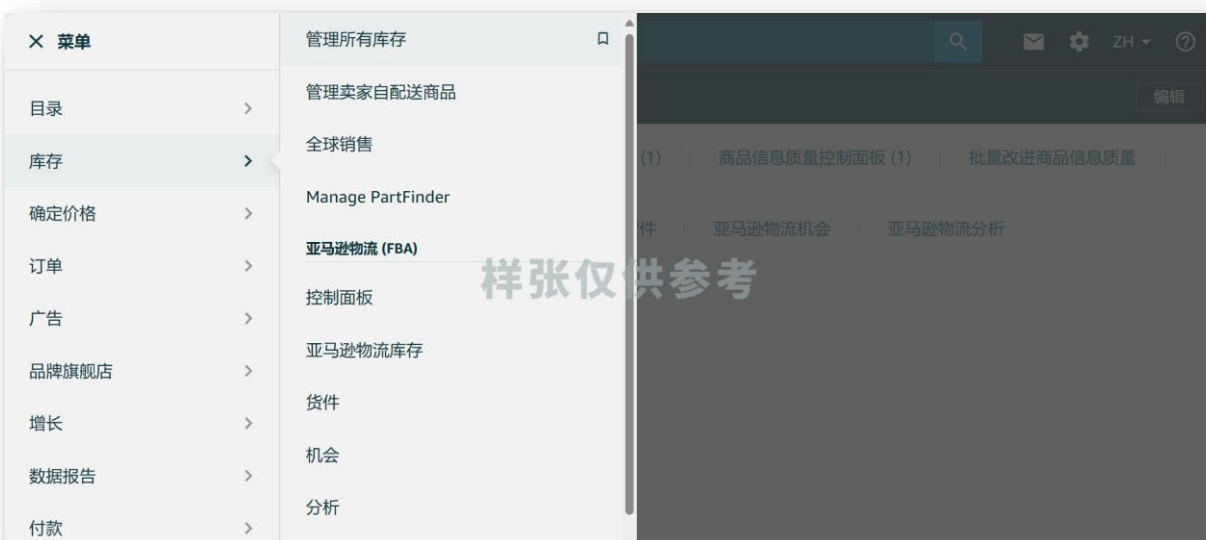 菜单
目录
库存
确定价格
订单
广告
品牌旗舰店
增长
数据报告
付款
管理所有库存
管理卖家自配送商品
全球销售
Manage PartFinder
亚马逊物流 (FBA)
控制面板
亚马逊物流库存
货件
机会
分析
ZH
编辑
(1) 商品信息质量控制面板 (1) 批量改进商品信息质量
件 亚马逊物流机会 亚马逊物流分析
样张仅供参考